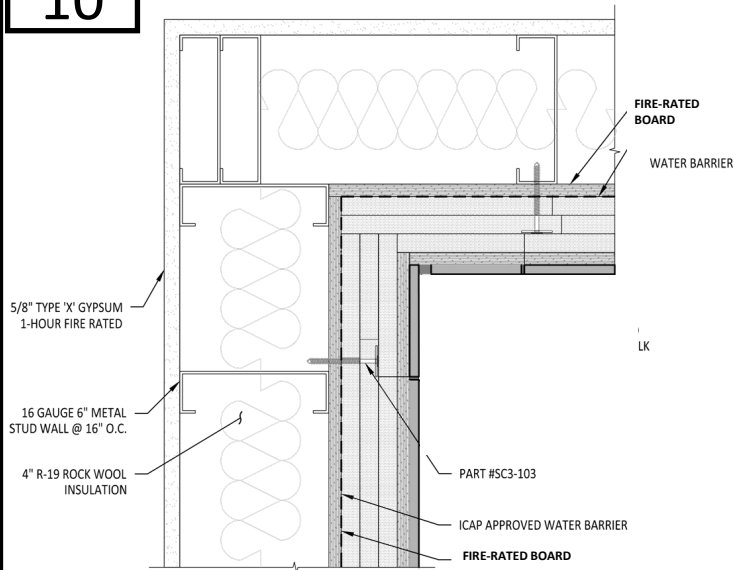 10
FIRE-RATED
BOARD
WATER BARRIER
5/8" TYPE 'X' GYPSUM
1-HOUR FIRE RATED
LK
16 GAUGE 6" METAL
STUD WALL @ 16" O.C.
4" R-19 ROCK WOOL
INSULATION
PART #SC3-103
ICAP APPROVED WATER BARRIER
FIRE-RATED BOARD